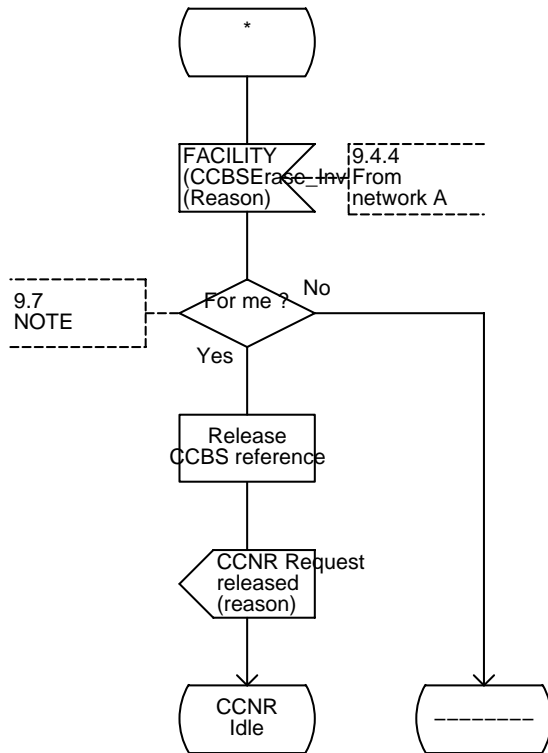 *
FACILITY
(CCBSErase_Inv
(Reason)
9.4.4
From
network A
9.7
NOTE
For me ?
No
Yes
Release
CCBS reference
CCNR Request
released
(reason)
CCNR
Idle
--------